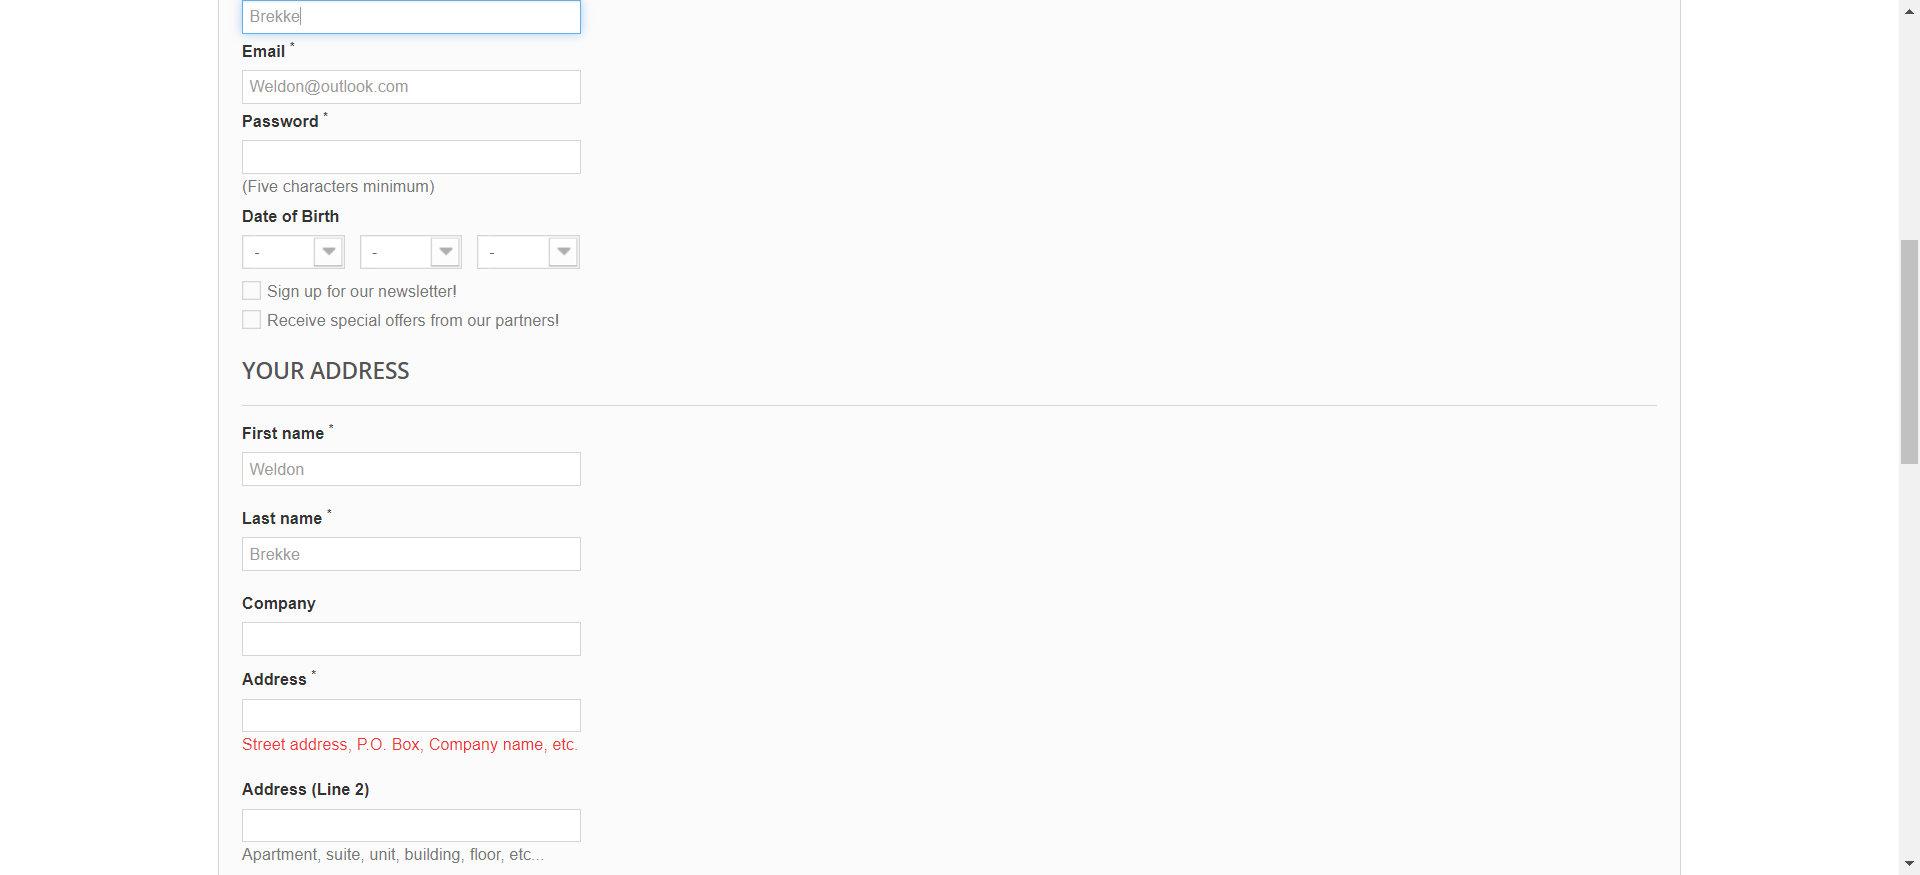 Brekke
Email *
Weldon@outlook.com
Password *
(Five characters minimum)
Date of Birth
- - -
Sign up for our newsletter!
Receive special offers from our partners!
YOUR ADDRESS
First name *
Weldon
Last name *
Brekke
Company
Address *
Street address, P.O. Box, Company name, etc.
Address (Line 2)
Apartment, suite, unit, building, floor, etc...